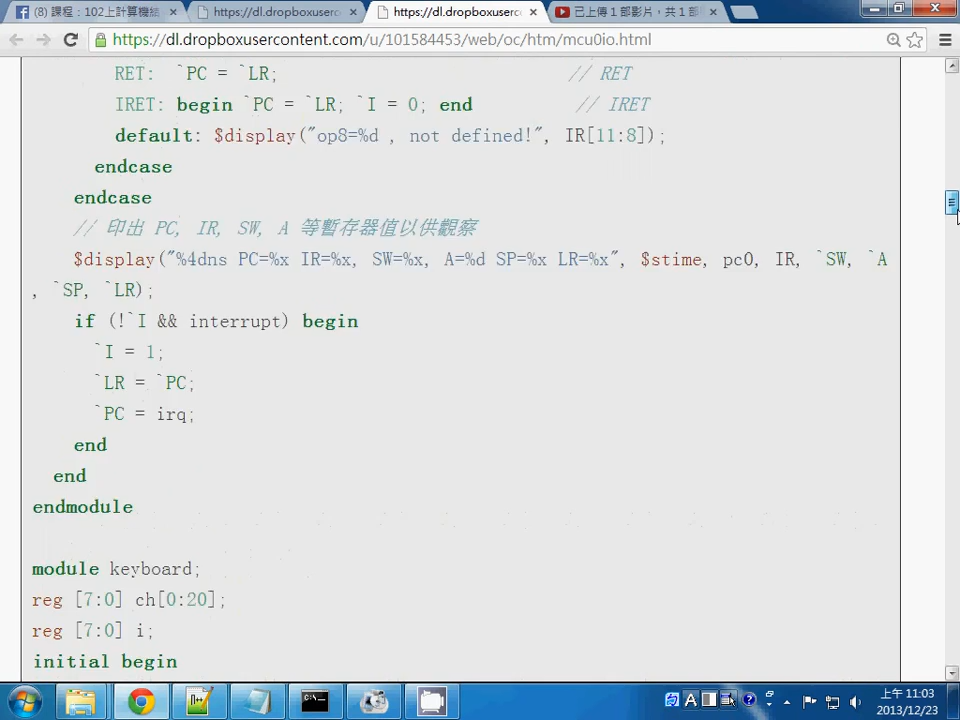 (8) 課程：102上計算機結
https://dl.dropboxuserc
https://dl.dropboxuserc
已上傳 1 部影片，共 1 部
https://dl.dropboxusercontent.com/u/101584453/web/oc/htm/mcu0io.html
RET: `PC = `LR; // RET
IRET: begin `PC = `LR; `I = 0; end // IRET
default: $display("op8=%d , not defined!", IR[11:8]);
endcase
endcase
// 印出 PC, IR, SW, A 等暫存器值以供觀察
$display("%4dns PC=%x IR=%x, SW=%x, A=%d SP=%x LR=%x", $stime, pc0, IR, `SW, `A
, `SP, `LR);
if (!`I && interrupt) begin
`I = 1;
`LR = `PC;
`PC = irq;
end
end
endmodule
module keyboard;
reg [7:0] ch[0:20];
reg [7:0] i;
initial begin
上午 11:03
2013/12/23